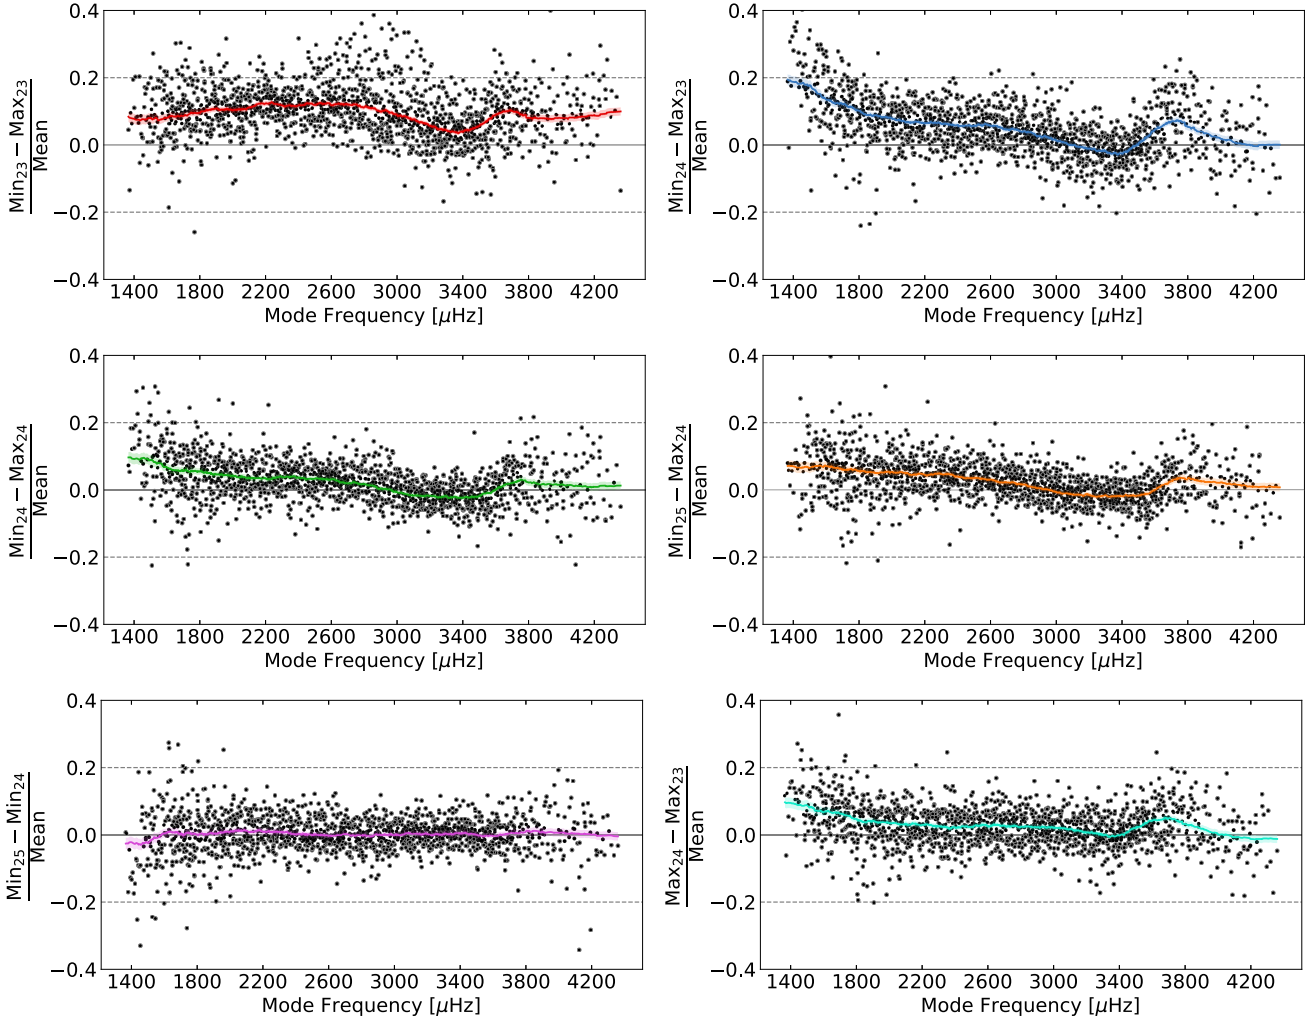 0.4 0.4
0.2 0.2
0.0 0.0
−0.2 −0.2
−0.4 −0.4
Min23 − Max23
Mean
Min24 − Max23
Mean
1400 1800 2200 2600 3000 3400 3800 4200 1400 1800 2200 2600 3000 3400 3800 4200
Mode Frequency [μHz] Mode Frequency [μHz]
0.4 0.4
0.2 0.2
0.0 0.0
−0.2 −0.2
−0.4 −0.4
Min24 − Max24
Mean
Min25 − Max24
Mean
1400 1800 2200 2600 3000 3400 3800 4200 1400 1800 2200 2600 3000 3400 3800 4200
Mode Frequency [μHz] Mode Frequency [μHz]
0.4 0.4
0.2 0.2
0.0 0.0
−0.2 −0.2
−0.4 −0.4
Min25 − Min24
Mean
Max24 − Max23
Mean
1400 1800 2200 2600 3000 3400 3800 4200 1400 1800 2200 2600 3000 3400 3800 4200
Mode Frequency [μHz] Mode Frequency [μHz]